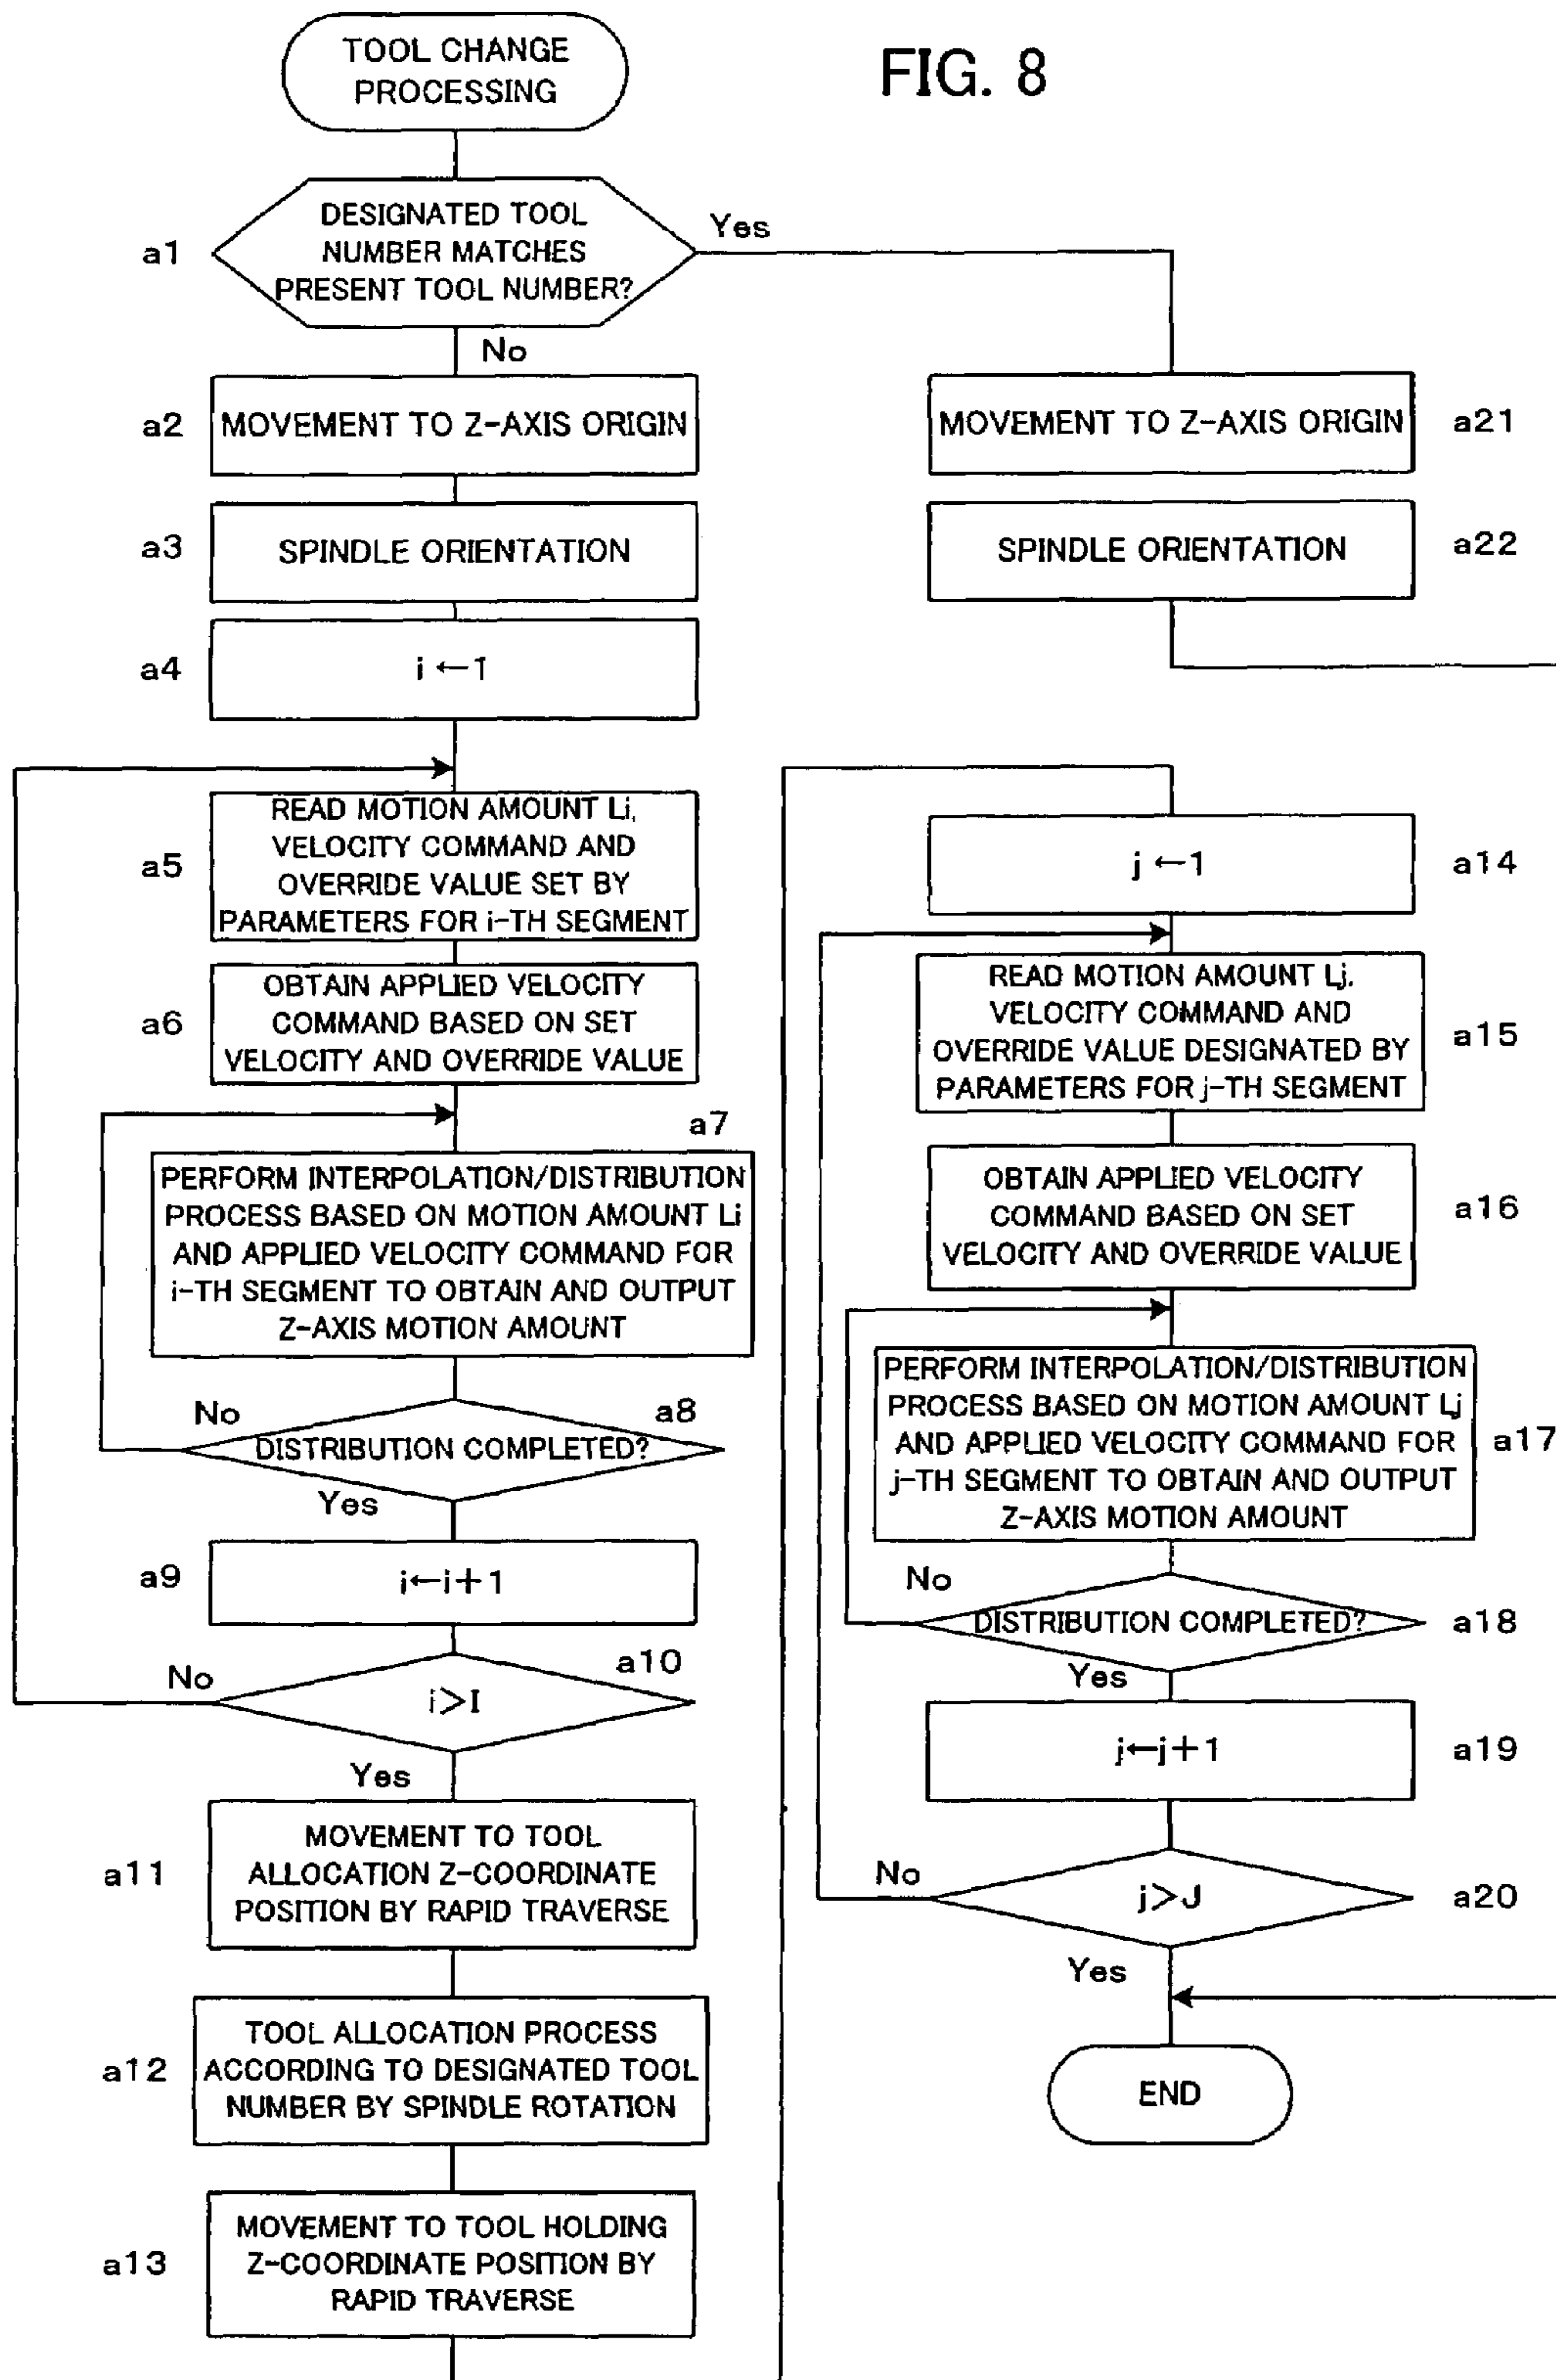 FIG. 8
TOOL CHANGE
PROCESSING
a1
DESIGNATED TOOL
NUMBER MATCHES
PRESENT TOOL NUMBER?
Yes
No
a2
MOVEMENT TO Z-AXIS ORIGIN
a3
SPINDLE ORIENTATION
a4
i ←1
a5
READ MOTION AMOUNT Li,
VELOCITY COMMAND AND
OVERRIDE VALUE SET BY
PARAMETERS FOR i-TH SEGMENT
a6
OBTAIN APPLIED VELOCITY
COMMAND BASED ON SET
VELOCITY AND OVERRIDE VALUE
a7
PERFORM INTERPOLATION/DISTRIBUTION
PROCESS BASED ON MOTION AMOUNT Li
AND APPLIED VELOCITY COMMAND FOR
i-TH SEGMENT TO OBTAIN AND OUTPUT
Z-AXIS MOTION AMOUNT
No
a8
DISTRIBUTION COMPLETED?
Yes
a9
i←i+1
a10
No
i>I
Yes
a11
MOVEMENT TO TOOL
ALLOCATION Z-COORDINATE
POSITION BY RAPID TRAVERSE
a12
TOOL ALLOCATION PROCESS
ACCORDING TO DESIGNATED TOOL
NUMBER BY SPINDLE ROTATION
a13
MOVEMENT TO TOOL HOLDING
Z-COORDINATE POSITION BY
RAPID TRAVERSE
MOVEMENT TO Z-AXIS ORIGIN
a21
SPINDLE ORIENTATION
a22
j ←1
a14
READ MOTION AMOUNT Lj,
VELOCITY COMMAND AND
OVERRIDE VALUE DESIGNATED BY
PARAMETERS FOR j-TH SEGMENT
a15
OBTAIN APPLIED VELOCITY
COMMAND BASED ON SET
VELOCITY AND OVERRIDE VALUE
a16
PERFORM INTERPOLATION/DISTRIBUTION
PROCESS BASED ON MOTION AMOUNT Lj
AND APPLIED VELOCITY COMMAND FOR
j-TH SEGMENT TO OBTAIN AND OUTPUT
Z-AXIS MOTION AMOUNT
a17
No
DISTRIBUTION COMPLETED?
a18
Yes
j←j+1
a19
No
j>J
a20
Yes
END